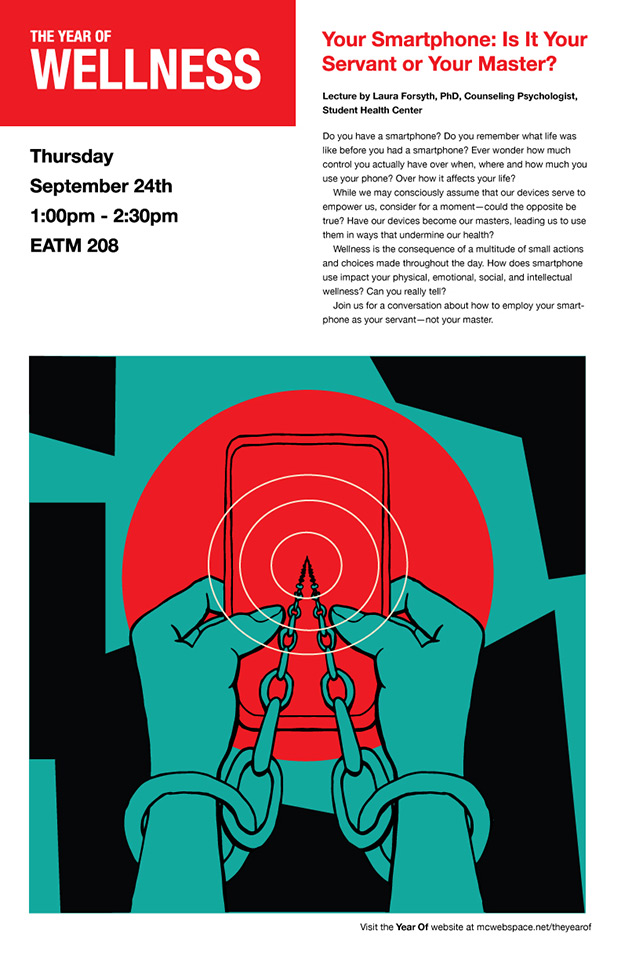 THE YEAR OF
WELLNESS
Thursday
September 24th
1:00pm - 2:30pm
EATM 208
Your Smartphone: Is It Your
Servant or Your Master?
Lecture by Laura Forsyth, PhD, Counseling Psychologist,
Student Health Center
Do you have a smartphone? Do you remember what life was
like before you had a smartphone? Ever wonder how much
control you actually have over when, where and how much you
use your phone? Over how it affects your life?
While we may consciously assume that our devices serve to
empower us, consider for a moment—could the opposite be
true? Have our devices become our masters, leading us to use
them in ways that undermine our health?
Wellness is the consequence of a multitude of small actions
and choices made throughout the day. How does smartphone
use impact your physical, emotional, social, and intellectual
wellness? Can you really tell?
Join us for a conversation about how to employ your smart-
phone as your servant—not your master.
Visit the Year Of website at mcwebspace.net/theyearof